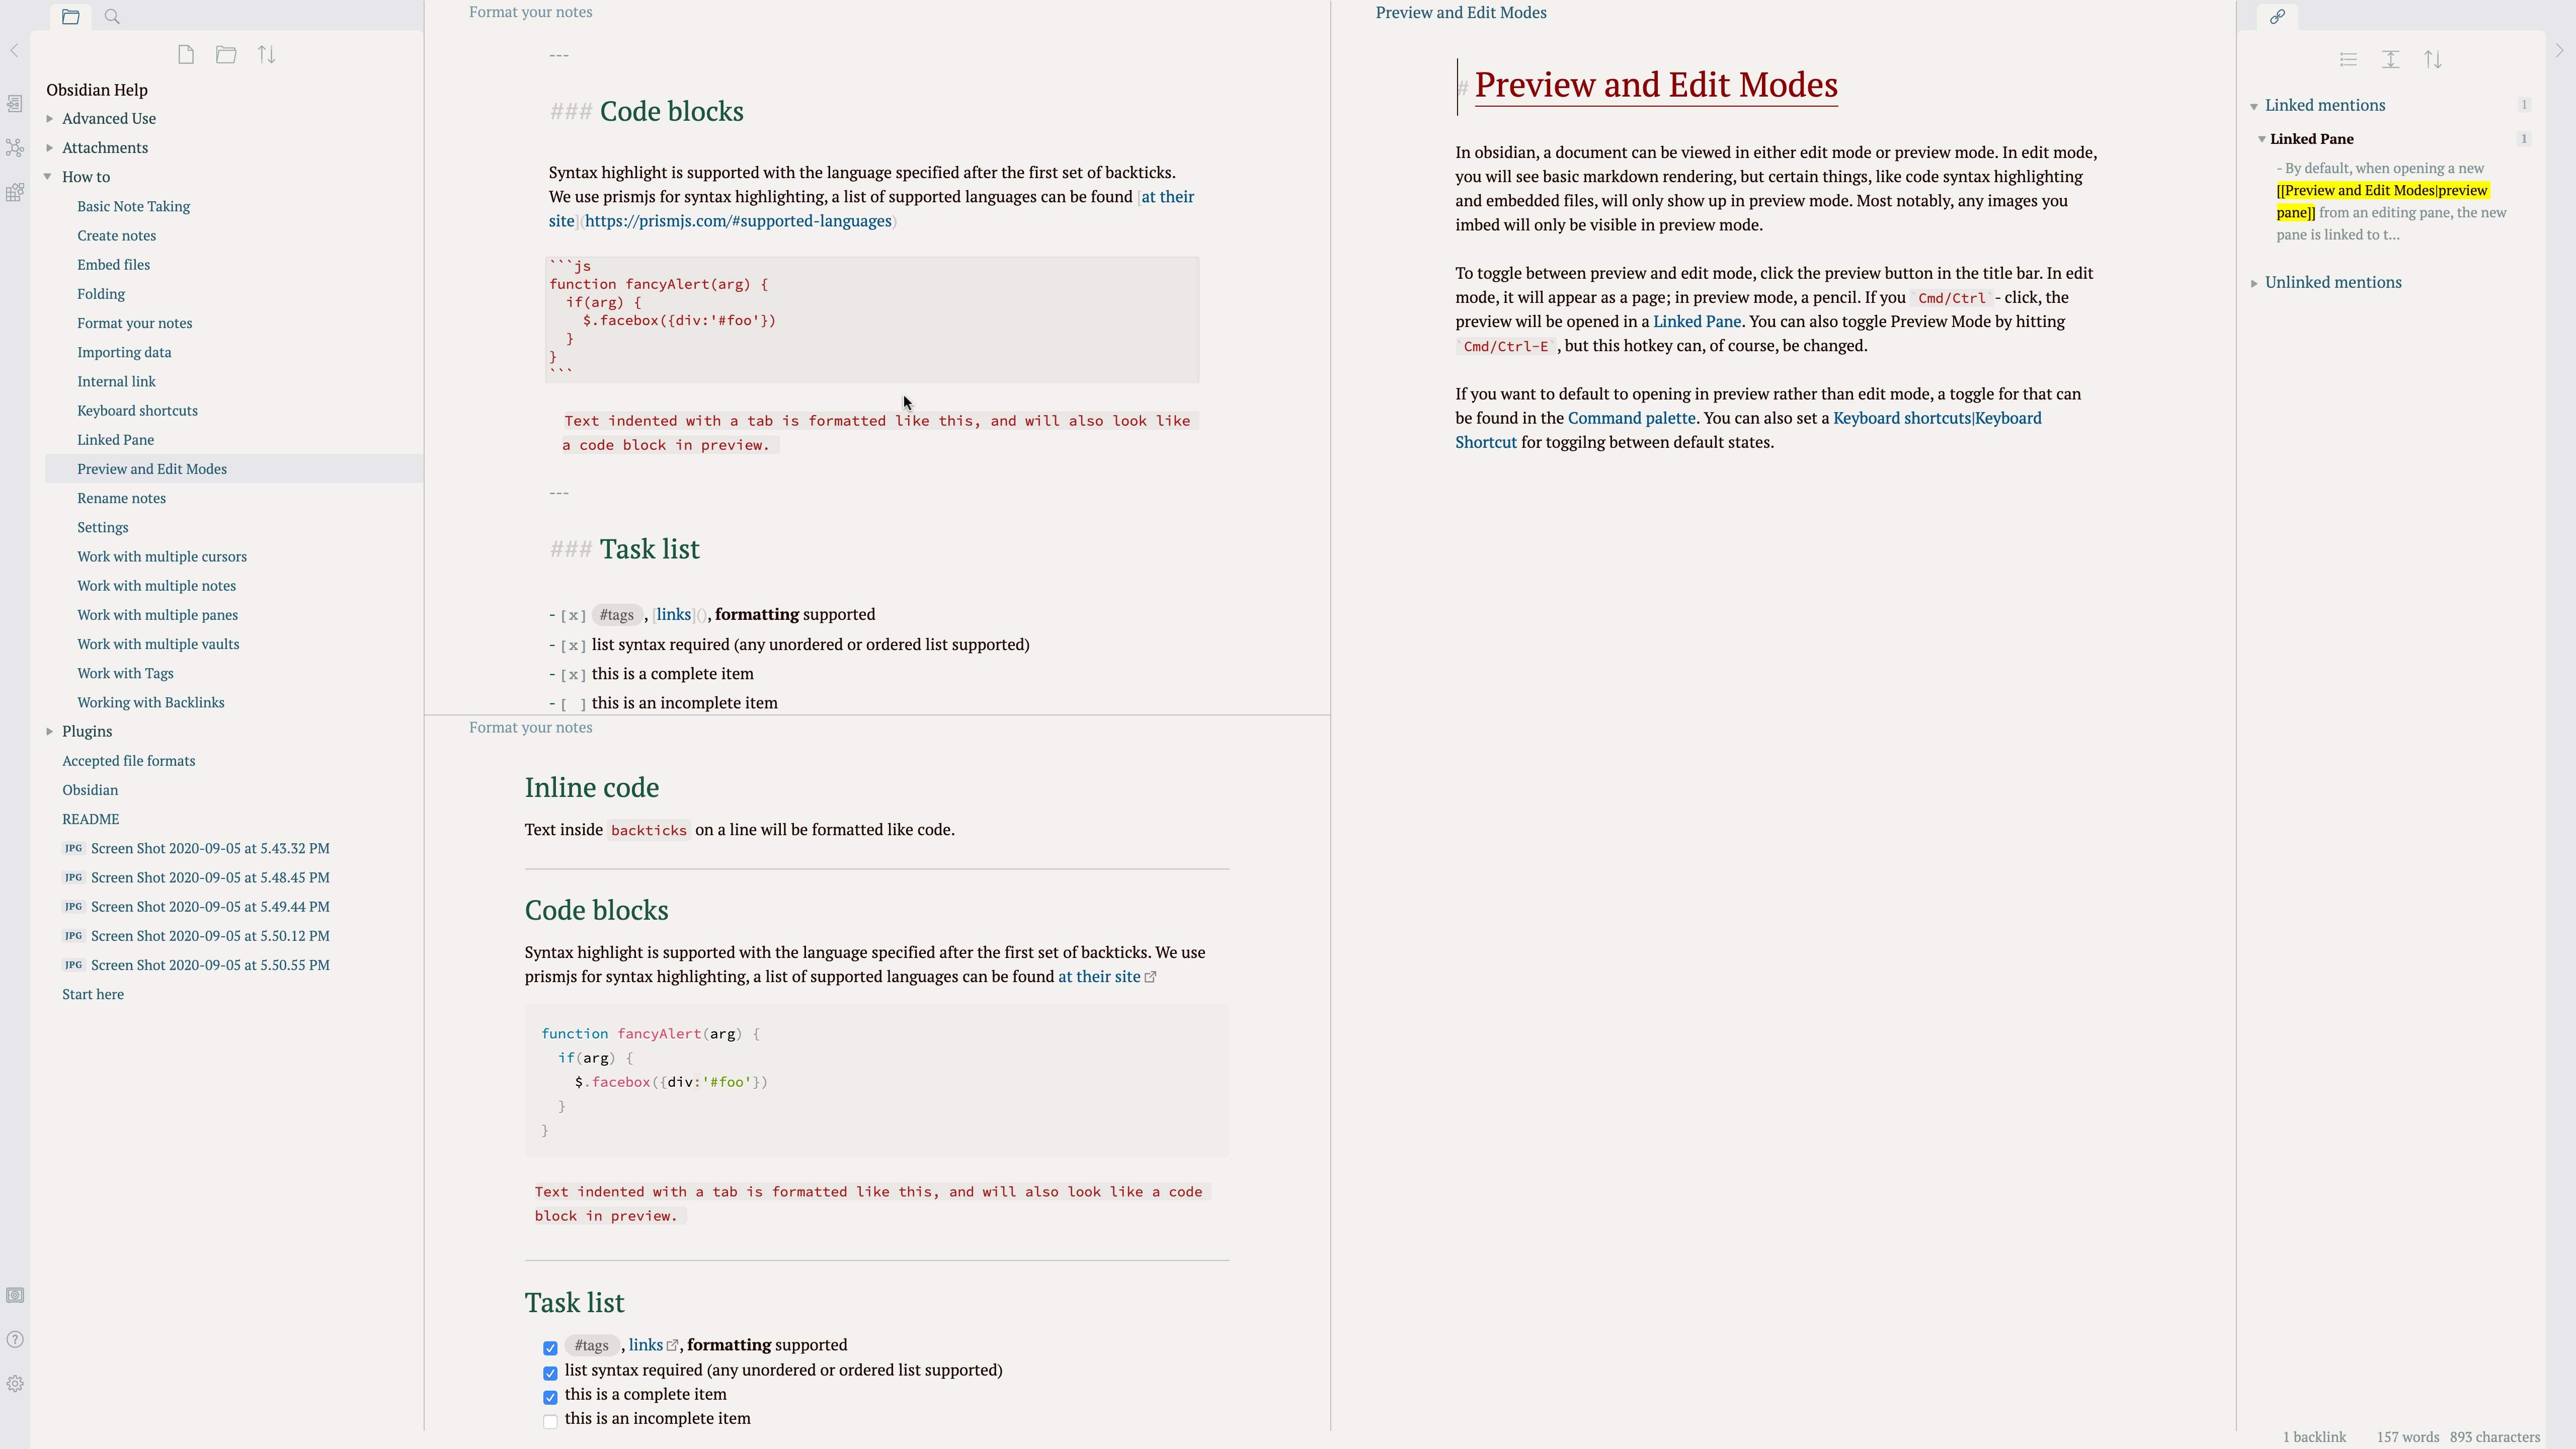 Obsidian Help
Advanced Use
Attachments
How to
Basic Note Taking
Create notes
Embed files
Folding
Format your notes
Importing data
Internal link
Keyboard shortcuts
Linked Pane
Preview and Edit Modes
Rename notes
Settings
Work with multiple cursors
Work with multiple notes
Work with multiple panes
Work with multiple vaults
Work with Tags
Working with Backlinks
Plugins
Accepted file formats
Obsidian
README
JPG Screen Shot 2020-09-05 at 5.43.32 PM
JPG Screen Shot 2020-09-05 at 5.48.45 PM
JPG Screen Shot 2020-09-05 at 5.49.44 PM
JPG Screen Shot 2020-09-05 at 5.50.12 PM
JPG Screen Shot 2020-09-05 at 5.50.55 PM
Start here
Format your notes
---
### Code blocks
Syntax highlight is supported with the language specified after the first set of backticks.
We use prismjs for syntax highlighting, a list of supported languages can be found [at their
site](https://prismjs.com/#supported-languages)
```js
function fancyAlert(arg) {
  if(arg) {
    $.facebox({div:'#foo'})
  }
}
```
Text indented with a tab is formatted like this, and will also look like
a code block in preview.
---
### Task list
- [x] #tags, [links](), formatting supported
- [x] list syntax required (any unordered or ordered list supported)
- [x] this is a complete item
- [ ] this is an incomplete item
Format your notes
Inline code
Text inside backticks on a line will be formatted like code.
Code blocks
Syntax highlight is supported with the language specified after the first set of backticks. We use
prismjs for syntax highlighting, a list of supported languages can be found at their site
function fancyAlert(arg) {
  if(arg) {
    $.facebox({div:'#foo'})
  }
}
Text indented with a tab is formatted like this, and will also look like a code
block in preview.
Task list
#tags, links, formatting supported
list syntax required (any unordered or ordered list supported)
this is a complete item
this is an incomplete item
Preview and Edit Modes
# Preview and Edit Modes
In obsidian, a document can be viewed in either edit mode or preview mode. In edit mode,
you will see basic markdown rendering, but certain things, like code syntax highlighting
and embedded files, will only show up in preview mode. Most notably, any images you
imbed will only be visible in preview mode.
To toggle between preview and edit mode, click the preview button in the title bar. In edit
mode, it will appear as a page; in preview mode, a pencil. If you `Cmd/Ctrl`- click, the
preview will be opened in a Linked Pane. You can also toggle Preview Mode by hitting
`Cmd/Ctrl-E`, but this hotkey can, of course, be changed.
If you want to default to opening in preview rather than edit mode, a toggle for that can
be found in the Command palette. You can also set a Keyboard shortcuts|Keyboard
Shortcut for toggilng between default states.
Linked mentions 1
Linked Pane 1
- By default, when opening a new
[[Preview and Edit Modes|preview
pane]] from an editing pane, the new
pane is linked to t...
Unlinked mentions
1 backlink 157 words 893 characters